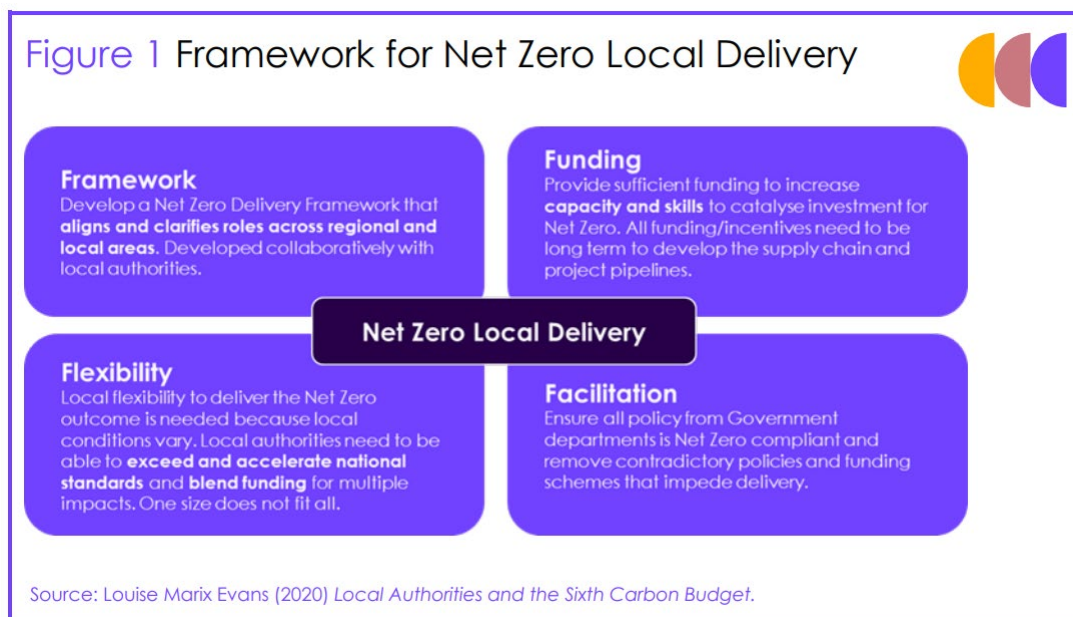 Figure 1 Framework for Net Zero Local Delivery
Framework
Develop a Net Zero Delivery Framework that
aligns and clarifies roles across regional and
local areas. Developed collaboratively with
local authorities.
Funding
Provide sufficient funding to increase
capacity and skills to catalyse investment for
Net Zero. All funding/incentives need to be
long term to develop the supply chain and
project pipelines.
Net Zero Local Delivery
Flexibility
Local flexibility to deliver the Net Zero
outcome is needed because local
conditions vary. Local authorities need to be
able to exceed and accelerate national
standards and blend funding for multiple
impacts. One size does not fit all.
Facilitation
Ensure all policy from Government
departments is Net Zero compliant and
remove contradictory policies and funding
schemes that impede delivery.
Source: Louise Marix Evans (2020) Local Authorities and the Sixth Carbon Budget.